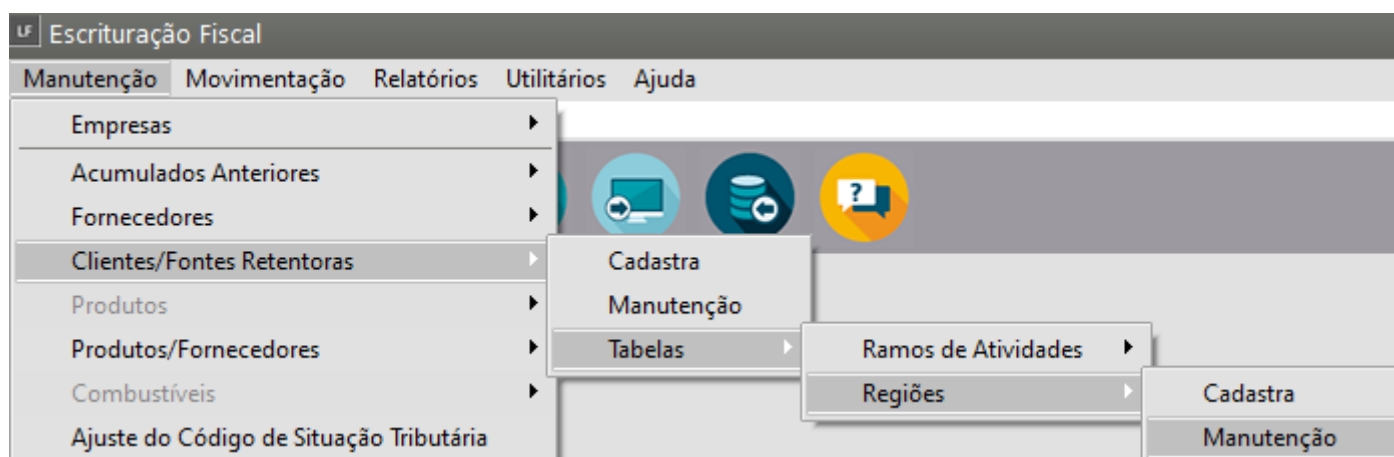 LF Escrituração Fiscal
Manutenção Movimentação Relatórios Utilitários Ajuda
Empresas
Acumulados Anteriores
Fornecedores
Clientes/Fontes Retentoras
Cadastra
Produtos
Manutenção
Produtos/Fornecedores
Tabelas
Ramos de Atividades
Combustíveis
Regiões
Cadastra
Ajuste do Código de Situação Tributária
Manutenção
?